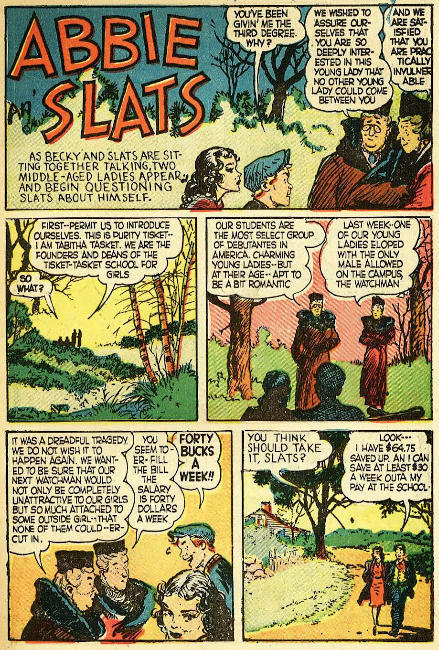 ABBIE
AN'
SLATS
AS BECKY AND SLATS ARE SIT-
TING TOGETHER TALKING, TWO
MIDDLE-AGED LADIES APPEAR
AND BEGIN QUESTIONING
SLATS ABOUT HIMSELF.
YOU'VE BEEN
GIVIN' ME THE
THIRD DEGREE.
WHY?
WE WISHED TO
ASSURE OUR-
SELVES THAT
YOU ARE SO
DEEPLY INTER-
ESTED IN THIS
YOUNG LADY THAT
NO OTHER YOUNG
LADY COULD COME
BETWEEN YOU
AND WE
ARE SAT-
ISFIED
THAT YOU
ARE PRAC
TICALLY
INVULNER
ABLE
FIRST--PERMIT US TO INTRODUCE
OURSELVES. THIS IS PURITY TISKET--
I AM TABITHA TASKET. WE ARE THE
FOUNDERS AND DEANS OF THE
TISKET-TASKET SCHOOL FOR
GIRLS
SO
WHAT?
OUR STUDENTS ARE
THE MOST SELECT GROUP
OF DEBUTANTES IN
AMERICA. CHARMING
YOUNG LADIES--BUT
AT THEIR AGE-- APT TO
BE A BIT ROMANTIC
LAST WEEK-ONE
OF OUR YOUNG
LADIES ELOPED
WITH THE ONLY
MALE ALLOWED
ON THE CAMPUS,
THE WATCHMAN
IT WAS A DREADFUL TRAGEDY.
WE DO NOT WISH IT TO
HAPPEN AGAIN. WE WANT-
ED TO BE SURE THAT OUR
NEXT WATCHMAN WOULD
NOT ONLY BE COMPLETELY
UNATTRACTIVE TO OUR GIRLS
BUT SO MUCH ATTACHED TO
SOME OUTSIDE GIRL--THAT
NONE OF THEM COULD--ER-
CUT IN.
YOU
SEEM TO-
ER- FILL
THE BILL
THE
SALARY IS
FORTY
DOLLARS
A WEEK
FORTY
BUCKS
A
WEEK!!
YOU THINK
SHOULD TAKE
IT, SLATS?
LOOK---
I HAVE $64.75
SAVED UP. AN I CAN
SAVE AT LEAST $30
A WEEK OUTA MY
PAY AT THE SCHOOL.